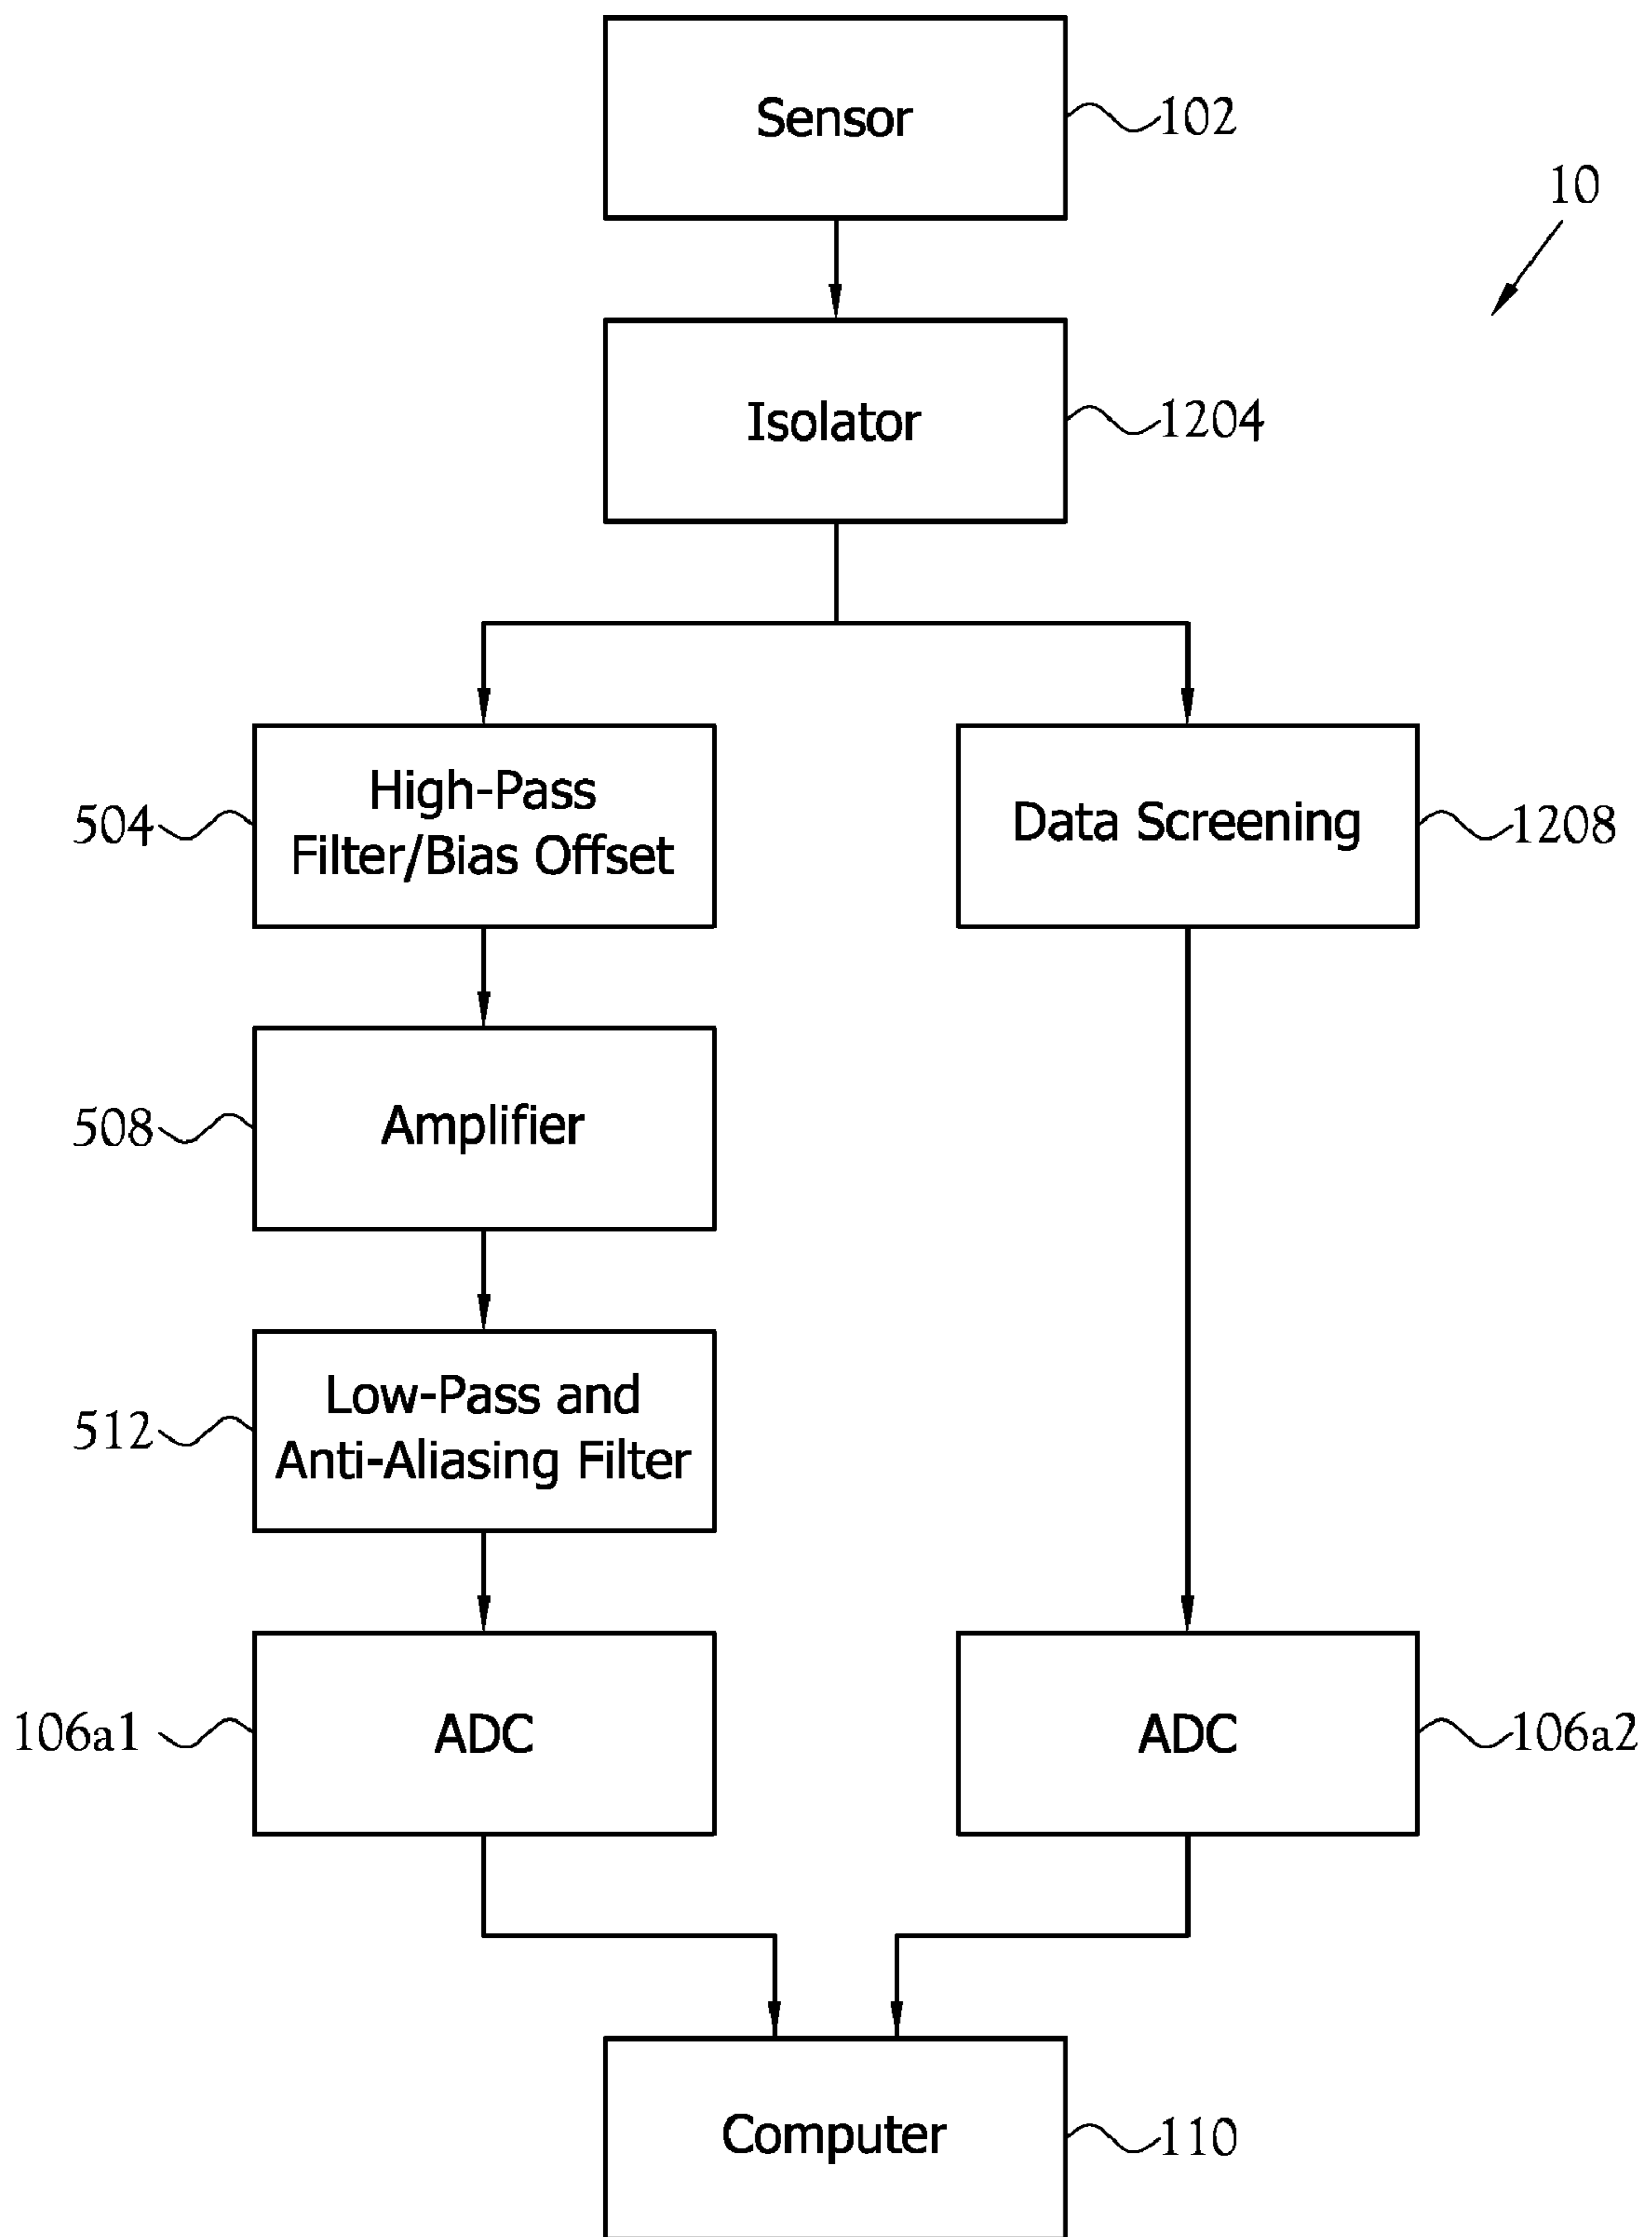 Sensor
102
10
Isolator
1204
High-Pass
Filter/Bias Offset
504
Data Screening
1208
Amplifier
508
Low-Pass and
Anti-Aliasing Filter
512
ADC
106a1
ADC
106a2
Computer
110